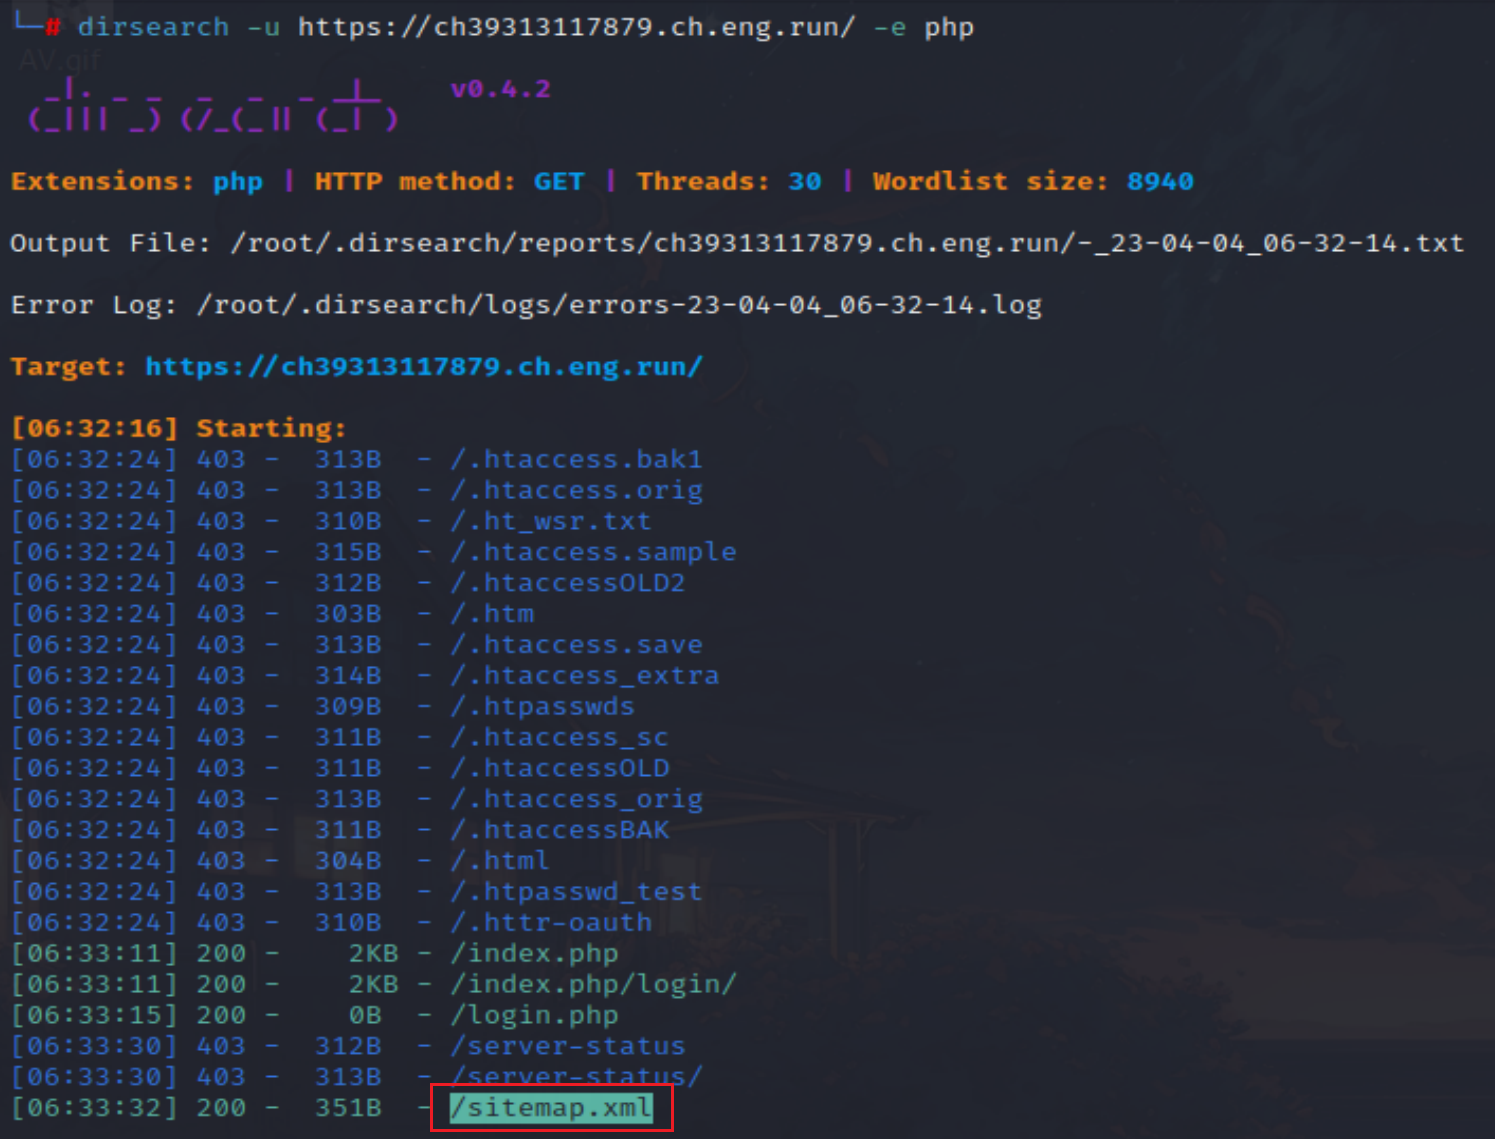 └─# dirsearch -u https://ch39313117879.ch.eng.run/ -e php
AV.gif
v0.4.2
Extensions: php | HTTP method: GET | Threads: 30 | Wordlist size: 8940
Output File: /root/.dirsearch/reports/ch39313117879.ch.eng.run/-_23-04-04_06-32-14.txt
Error Log: /root/.dirsearch/logs/errors-23-04-04_06-32-14.log
Target: https://ch39313117879.ch.eng.run/
[06:32:16] Starting:
[06:32:24] 403 -  313B  - /.htaccess.bak1
[06:32:24] 403 -  313B  - /.htaccess.orig
[06:32:24] 403 -  310B  - /.ht_wsr.txt
[06:32:24] 403 -  315B  - /.htaccess.sample
[06:32:24] 403 -  312B  - /.htaccessOLD2
[06:32:24] 403 -  303B  - /.htm
[06:32:24] 403 -  313B  - /.htaccess.save
[06:32:24] 403 -  314B  - /.htaccess_extra
[06:32:24] 403 -  309B  - /.htpasswds
[06:32:24] 403 -  311B  - /.htaccess_sc
[06:32:24] 403 -  311B  - /.htaccessOLD
[06:32:24] 403 -  313B  - /.htaccess_orig
[06:32:24] 403 -  311B  - /.htaccessBAK
[06:32:24] 403 -  304B  - /.html
[06:32:24] 403 -  313B  - /.htpasswd_test
[06:32:24] 403 -  310B  - /.httr-oauth
[06:33:11] 200 -    2KB - /index.php
[06:33:11] 200 -    2KB - /index.php/login/
[06:33:15] 200 -    0B  - /login.php
[06:33:30] 403 -  312B  - /server-status
[06:33:30] 403 -  313B  - /server-status/
[06:33:32] 200 -  351B  - /sitemap.xml